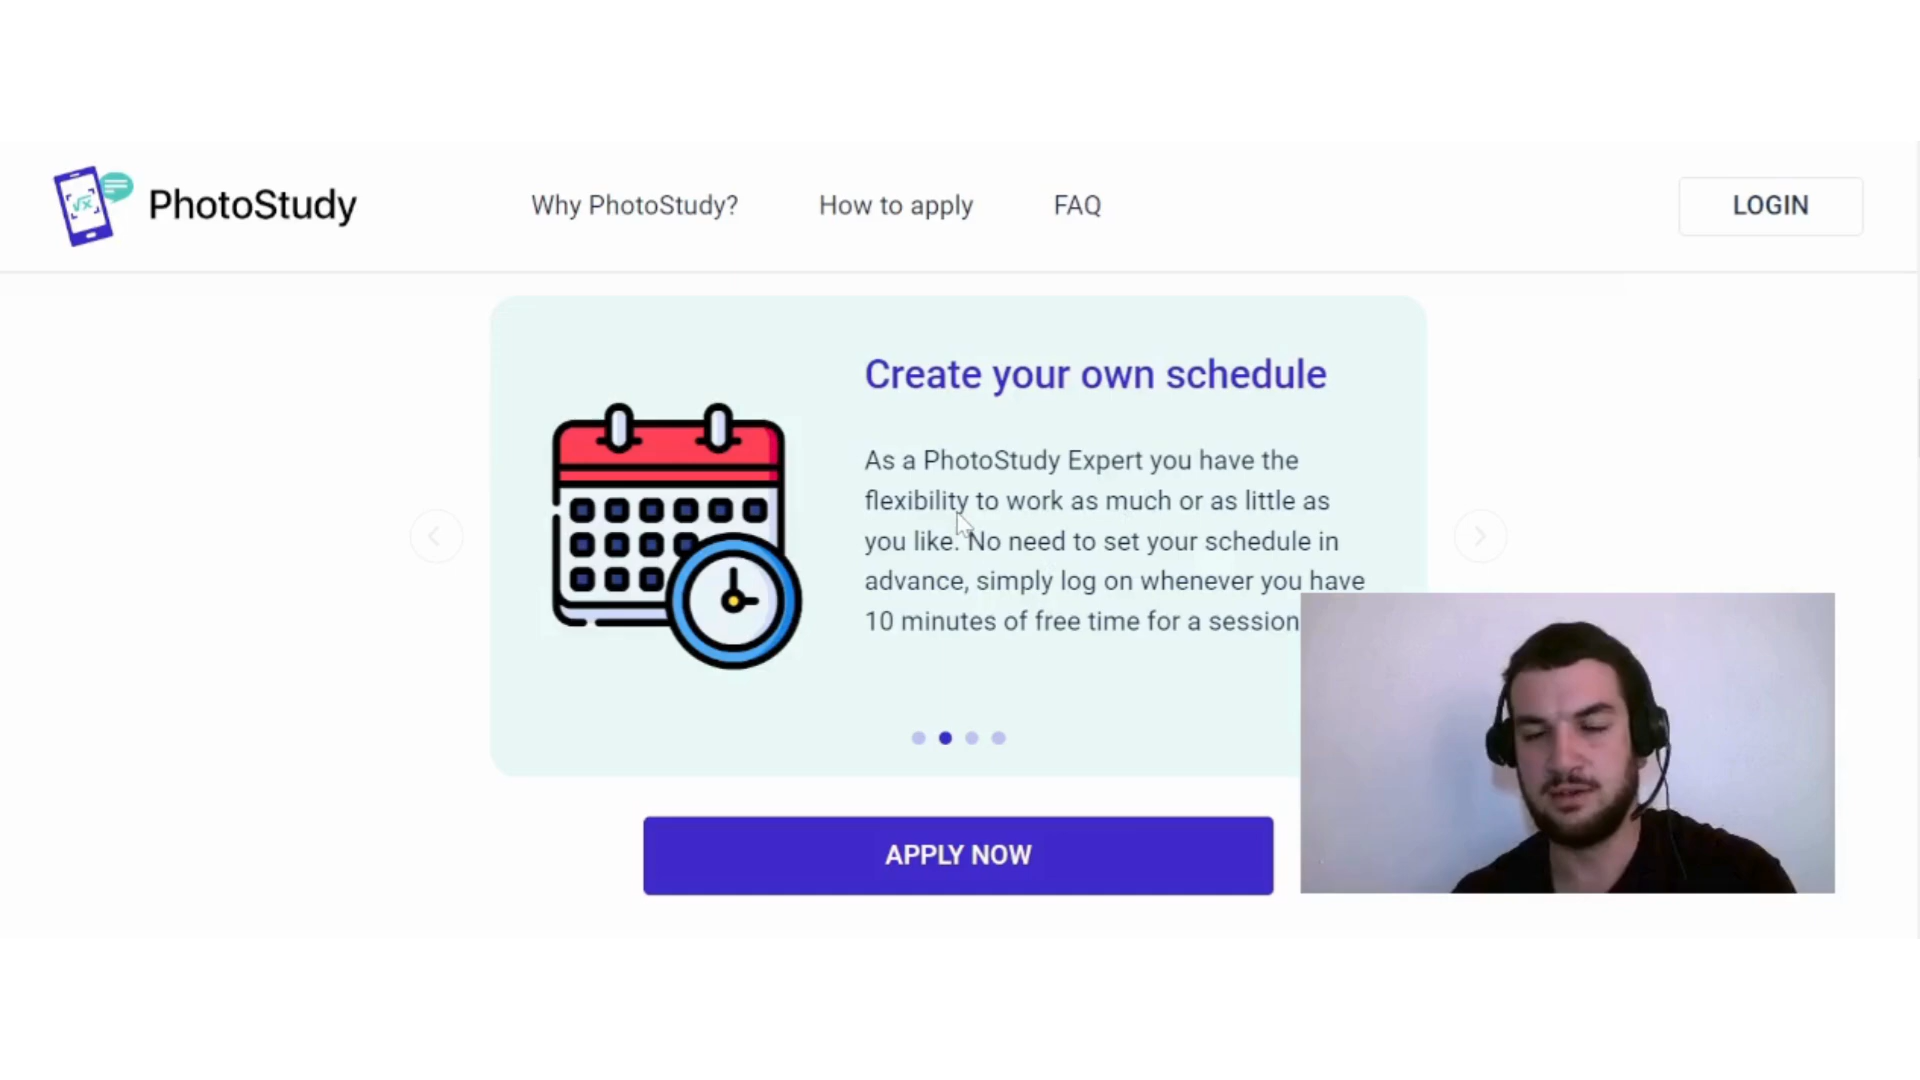 PhotoStudy
Why PhotoStudy?
How to apply
FAQ
LOGIN
Create your own schedule
As a PhotoStudy Expert you have the
flexibility to work as much or as little as
you like. No need to set your schedule in
advance, simply log on whenever you have
10 minutes of free time for a session
APPLY NOW